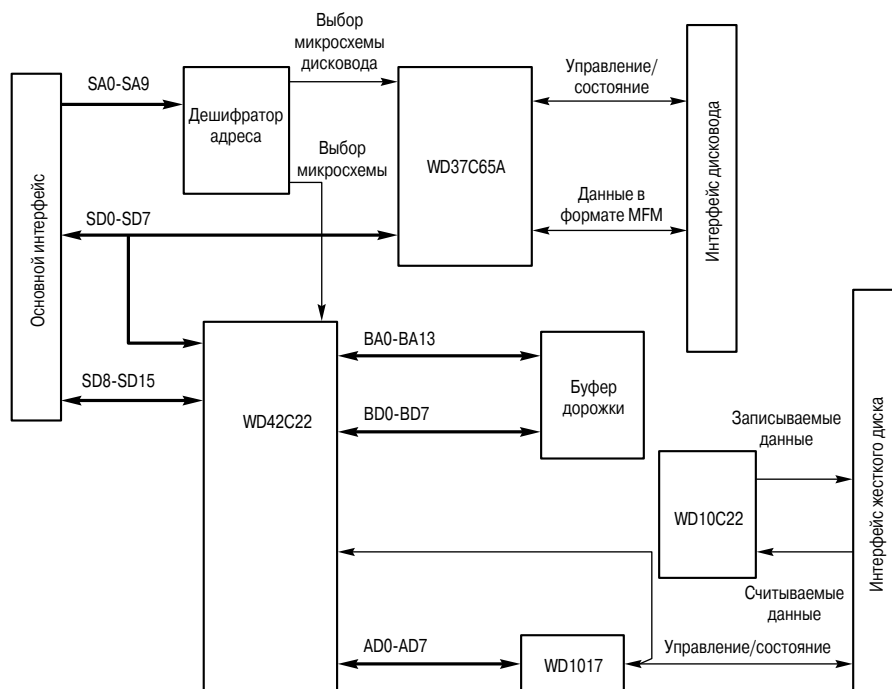 Выбор
микросхемы
дисковода
SA0-SA9
Дешифратор
адреса
Управление/
состояние
Выбор
микросхемы
WD37C65A
Данные в
формате MFM
Интерфейс дисковода
Основной интерфейс
SD0-SD7
BA0-BA13
Буфер
дорожки
SD8-SD15
WD42C22
BD0-BD7
Записываемые
данные
WD10C22
Интерфейс жесткого диска
Считываемые
данные
AD0-AD7
WD1017
Управление/состояние